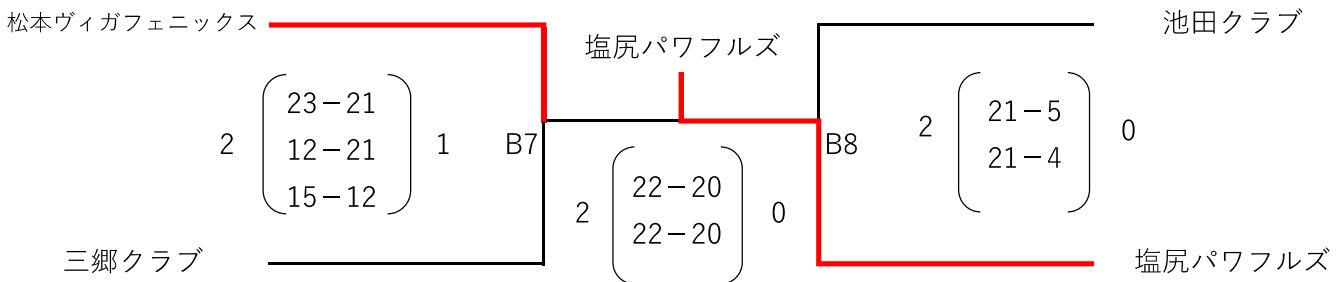 松本ヴィガフェニックス
池田クラブ
塩尻パワフルズ
2
23-21
12-21
15-12
1
B7
2
22-20
22-20
0
B8
2
21-5
21-4
0
三郷クラブ
塩尻パワフルズ